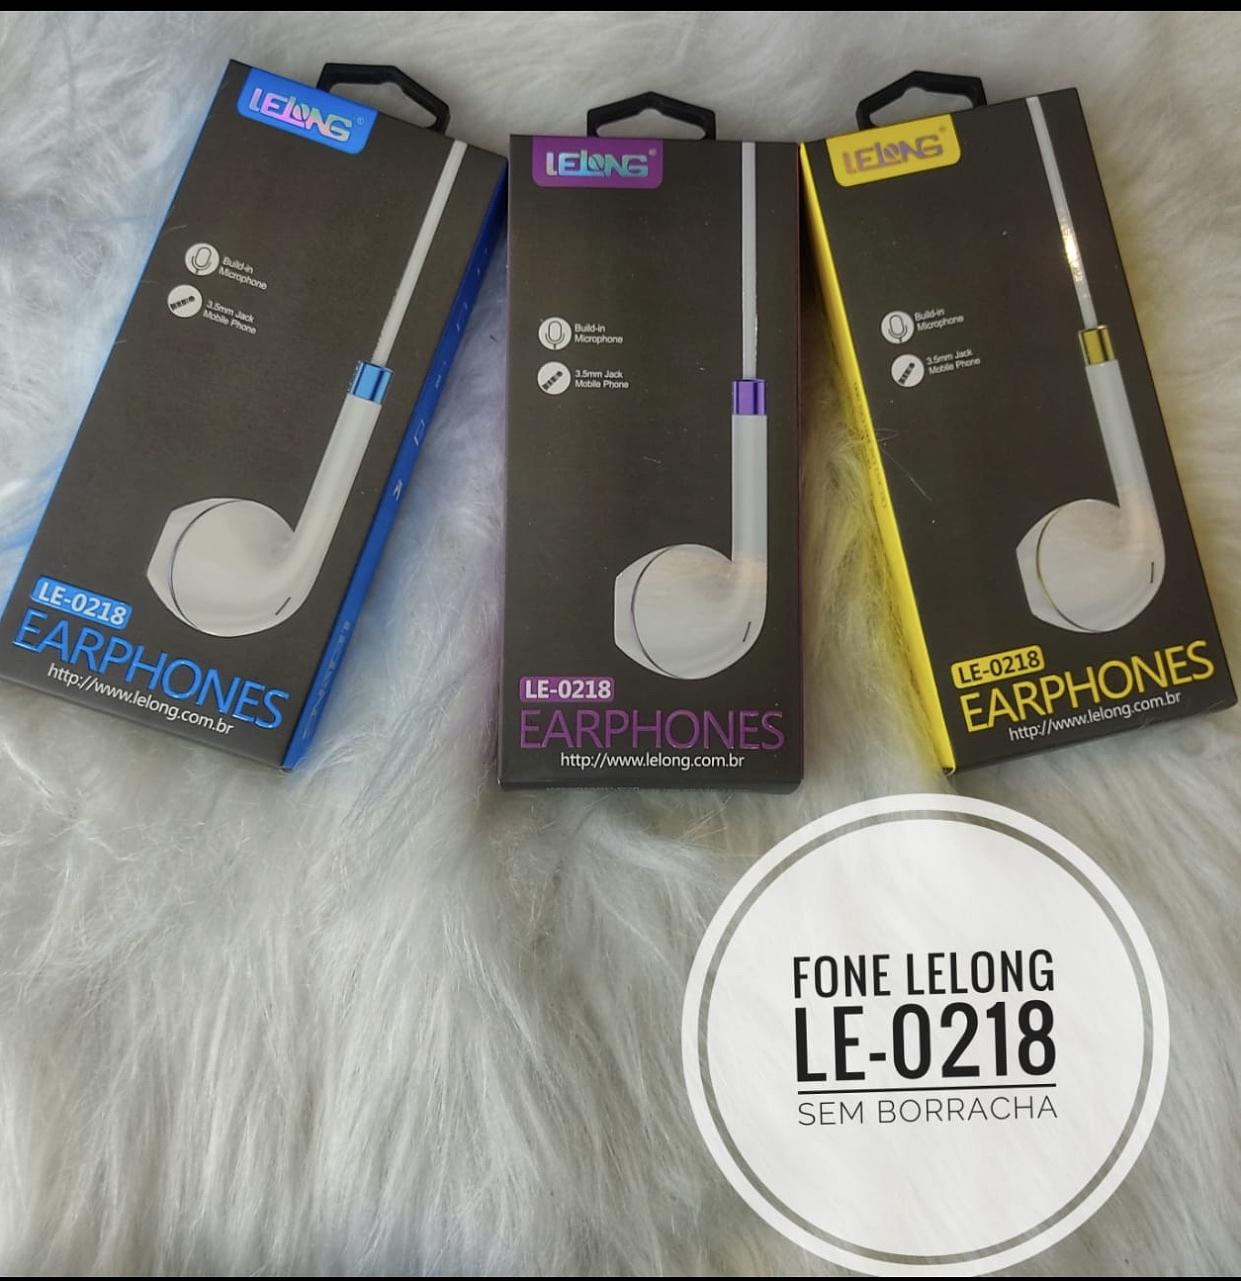 LELONG
Build-in
Microphone
3.5mm Jack
Mobile Phone
LE-0218
EARPHONES
http://www.lelong.com.br
LELONG
Build-in
Microphone
3.5mm Jack
Mobile Phone
LE-0218
EARPHONES
http://www.lelong.com.br
LELONG
Build-in
Microphone
3.5mm Jack
Mobile Phone
LE-0218
EARPHONES
http://www.lelong.com.br
FONE LELONG
LE-0218
SEM BORRACHA